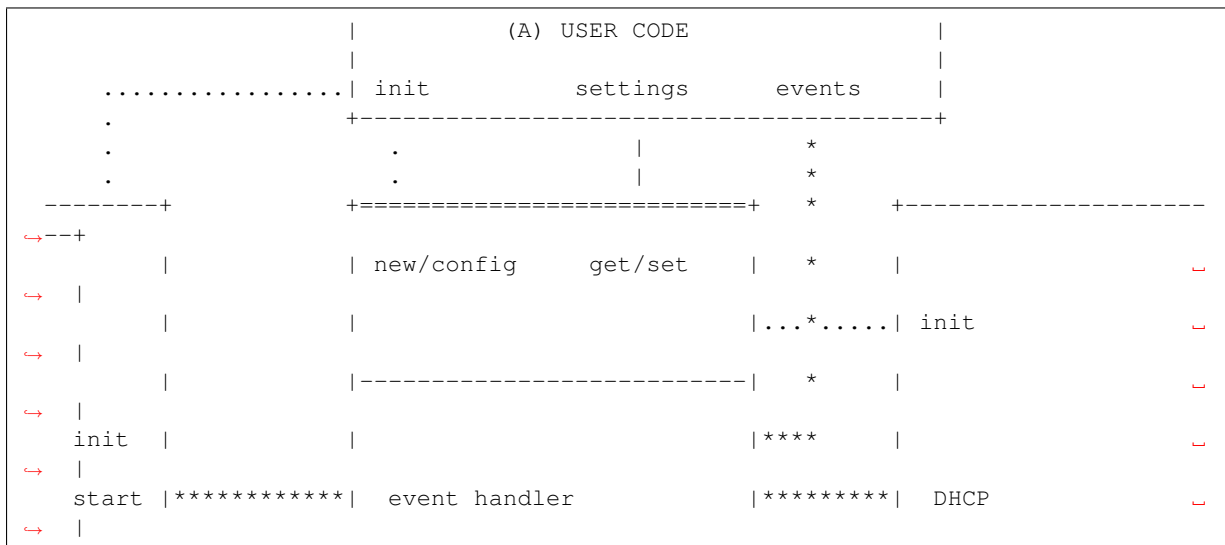 |          (A) USER CODE                 |
                       |                                        |
      .................| init          settings      events     |
      .                +----------------------------------------+
      .                   .                |           *
      .                   .                |           *
  --------+            +===========================+   *     +---------------------
↪--+
          |            | new/config     get/set    |   *     |                    ␣
↪  |
          |            |                           |...*.....| init               ␣
↪  |
          |            |---------------------------|   *     |                    ␣
↪  |
    init  |            |                           |****     |                    ␣
↪  |
    start |************|  event handler            |*********|  DHCP              ␣
↪  |